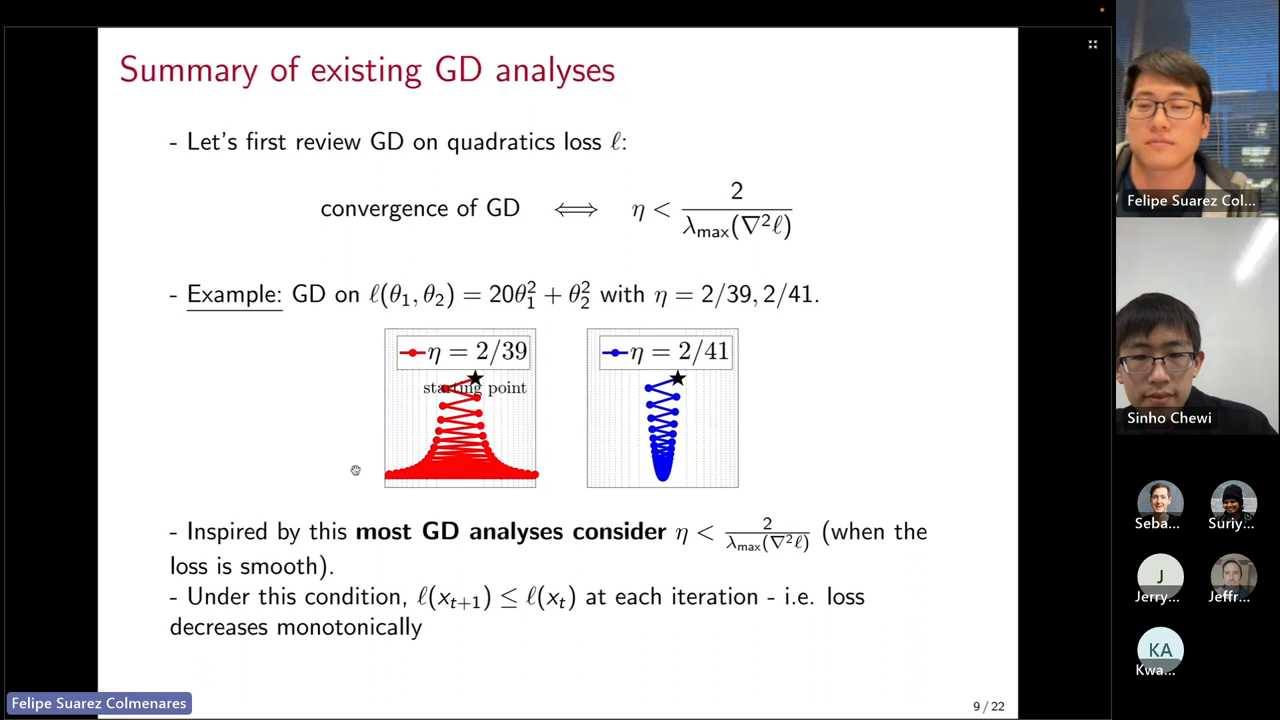 Summary of existing GD analyses
- Let's first review GD on quadratics loss ℓ:
convergence of GD ⟺ η < 2 / λmax(∇²ℓ)
- Example: GD on ℓ(θ₁, θ₂) = 20θ₁² + θ₂² with η = 2/39, 2/41.
η = 2/39
starting point
η = 2/41
- Inspired by this most GD analyses consider η < 2 / λmax(∇²ℓ) (when the
loss is smooth).
- Under this condition, ℓ(xₜ₊₁) ≤ ℓ(xₜ) at each iteration - i.e. loss
decreases monotonically
9 / 22
Felipe Suarez Colmenares
Felipe Suarez Col...
Sinho Chewi
Seba...
Suriy...
J
Jerry...
Jeffr...
KA
Kwa...